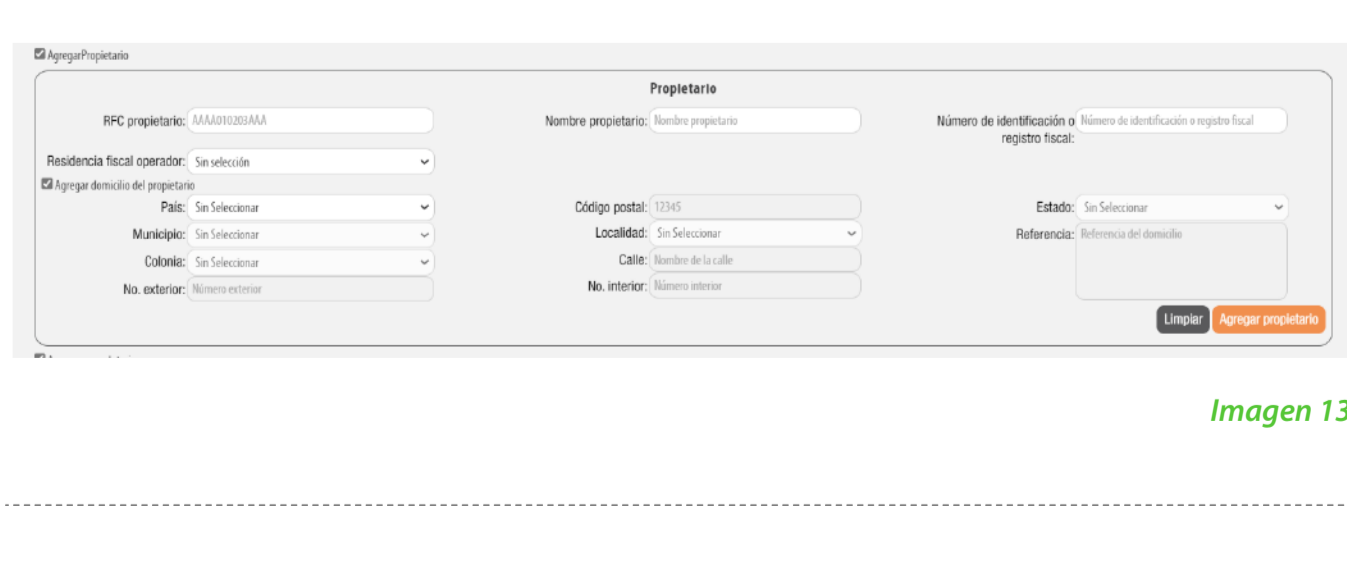 AgregarPropietario
Propietario
RFC propietario: AAAA010203AAA Nombre propietario: Nombre propietario Número de identificación o registro fiscal: Número de identificación o registro fiscal
Residencia fiscal operador: Sin selección
Agregar domicilio del propietario
País: Sin Seleccionar Código postal: 12345 Estado: Sin Seleccionar
Municipio: Sin Seleccionar Localidad: Sin Seleccionar Referencia: Referencia del domicilio
Colonia: Sin Seleccionar Calle: Nombre de la calle
No. exterior: Número exterior No. interior: Número interior
Limpiar Agregar propietario
Imagen 13